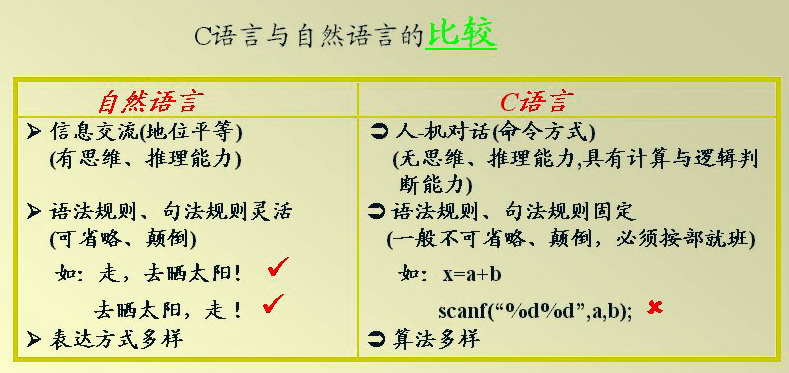 C语言与自然语言的比较
自然语言
信息交流(地位平等)
(有思维、推理能力)
语法规则、句法规则灵活
(可省略、颠倒)
如：走，去晒太阳！
去晒太阳，走！
表达方式多样
C语言
人-机对话(命令方式)
(无思维、推理能力,具有计算与逻辑判
断能力)
语法规则、句法规则固定
(一般不可省略、颠倒，必须按部就班)
如：x=a+b
scanf(“%d%d”,a,b);
算法多样